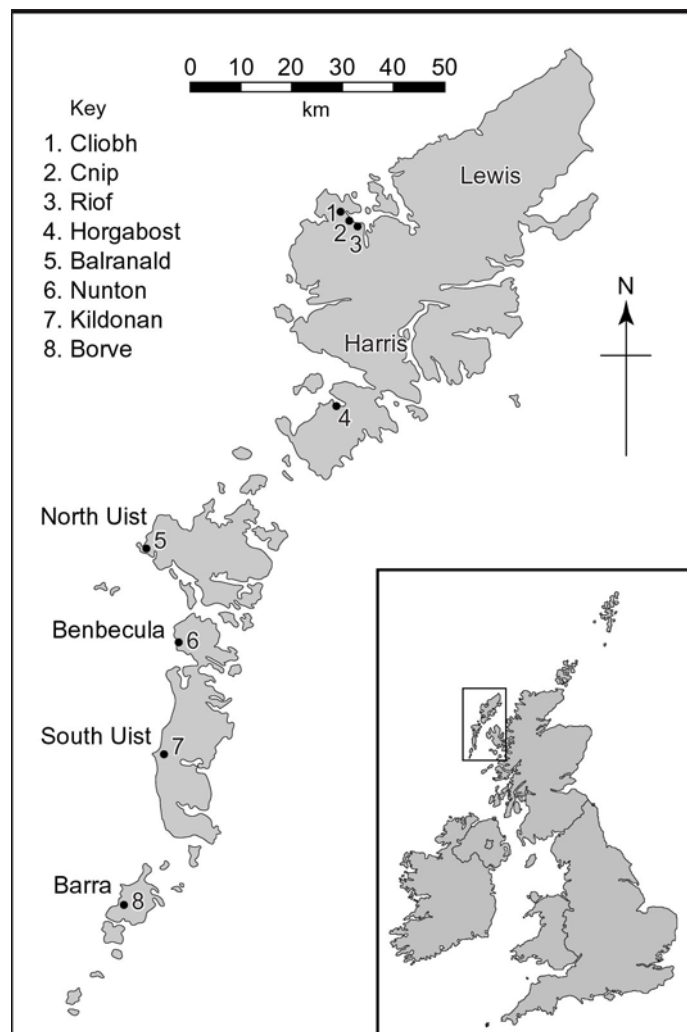 0 10 20 30 40 50
km
Key
1. Cliobh
2. Cnip
3. Riof
4. Horgabost
5. Balranald
6. Nunton
7. Kildonan
8. Borve
Lewis
1
2
3
N
Harris
4
North Uist
5
Benbecula
6
South Uist
7
Barra
8